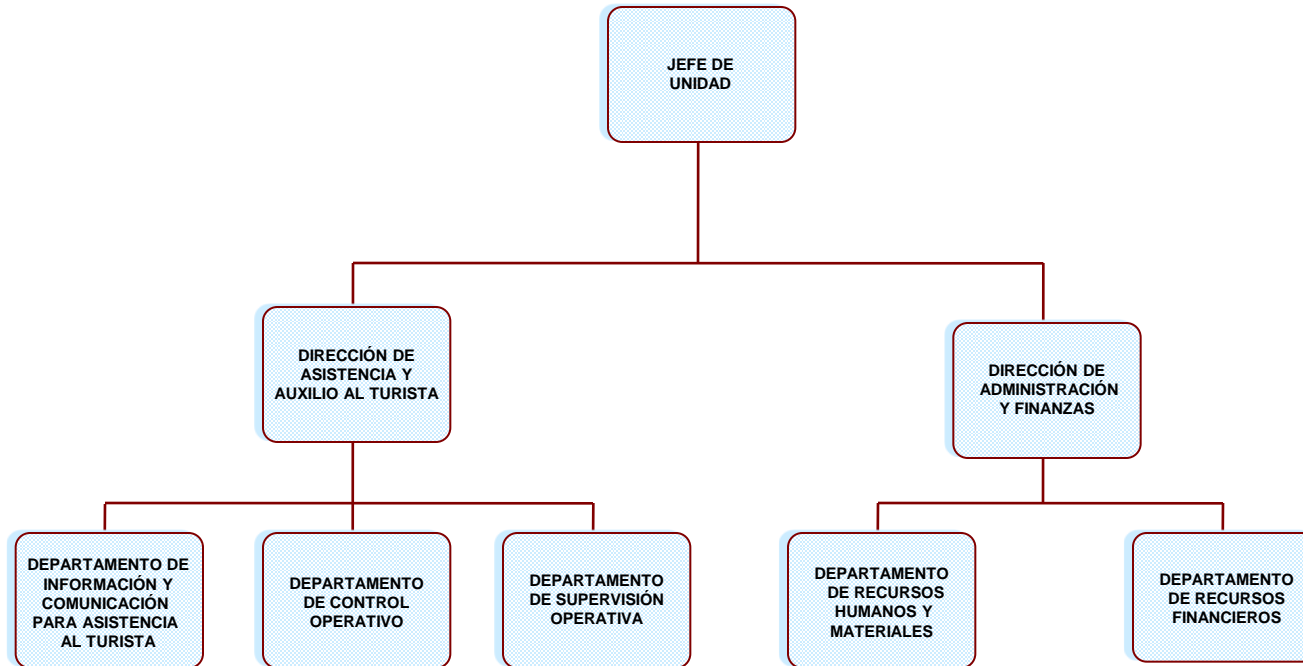 JEFE DE
UNIDAD
DIRECCIÓN DE
ASISTENCIA Y
AUXILIO AL TURISTA
DIRECCIÓN DE
ADMINISTRACIÓN
Y FINANZAS
DEPARTAMENTO DE
INFORMACIÓN Y
COMUNICACIÓN
PARA ASISTENCIA
AL TURISTA
DEPARTAMENTO
DE CONTROL
OPERATIVO
DEPARTAMENTO
DE SUPERVISIÓN
OPERATIVA
DEPARTAMENTO
DE RECURSOS
HUMANOS Y
MATERIALES
DEPARTAMENTO
DE RECURSOS
FINANCIEROS